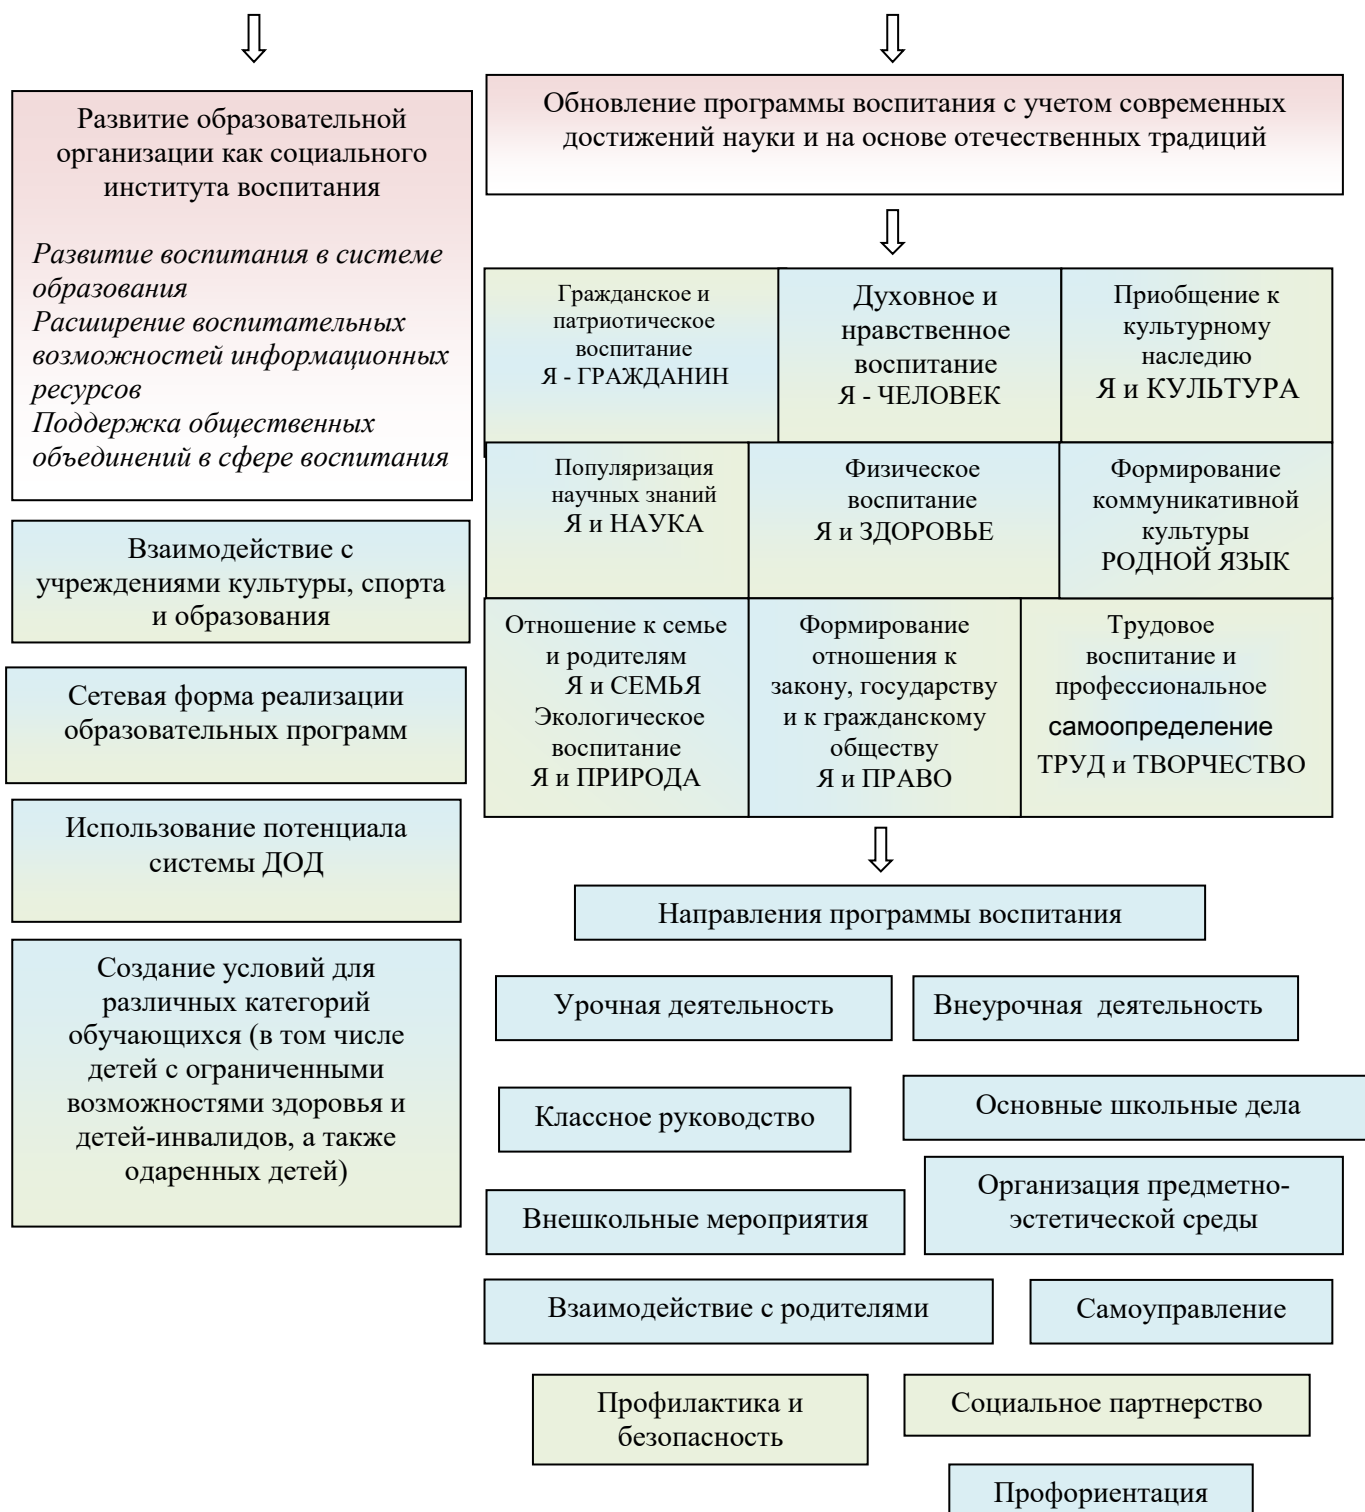 Развитие образовательной
организации как социального
института воспитания
Развитие воспитания в системе
образования
Расширение воспитательных
возможностей информационных
ресурсов
Поддержка общественных
объединений в сфере воспитания
Взаимодействие с
учреждениями культуры, спорта
и образования
Сетевая форма реализации
образовательных программ
Использование потенциала
системы ДОД
Создание условий для
различных категорий
обучающихся (в том числе
детей с ограниченными
возможностями здоровья и
детей-инвалидов, а также
одаренных детей)
Обновление программы воспитания с учетом современных
достижений науки и на основе отечественных традиций
Гражданское и
патриотическое
воспитание
Я - ГРАЖДАНИН
Духовное и
нравственное
воспитание
Я - ЧЕЛОВЕК
Приобщение к
культурному
наследию
Я и КУЛЬТУРА
Популяризация
научных знаний
Я и НАУКА
Физическое
воспитание
Я и ЗДОРОВЬЕ
Формирование
коммуникативной
культуры
РОДНОЙ ЯЗЫК
Отношение к семье
и родителям
Я и СЕМЬЯ
Экологическое
воспитание
Я и ПРИРОДА
Формирование
отношения к
закону, государству
и к гражданскому
обществу
Я и ПРАВО
Трудовое
воспитание и
профессиональное
самоопределение
ТРУД и ТВОРЧЕСТВО
Направления программы воспитания
Урочная деятельность
Внеурочная деятельность
Классное руководство
Основные школьные дела
Внешкольные мероприятия
Организация предметно-
эстетической среды
Взаимодействие с родителями
Самоуправление
Профилактика и
безопасность
Социальное партнерство
Профориентация